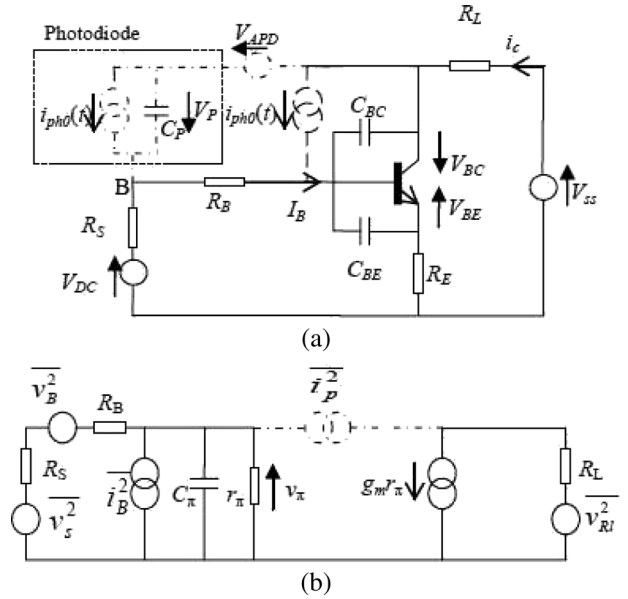 Photodiode
V_APD
R_L
i_c
i_ph0(t)
C_P
V_P
i_ph0(t)
C_BC
V_BC
V_BE
V_ss
B
R_B
I_B
R_S
V_DC
C_BE
R_E
(a)
v_B^2
R_B
i_p^2
R_S
v_s^2
i_B^2
C_π
r_π
v_π
g_m r_π
R_L
v_Rl^2
(b)